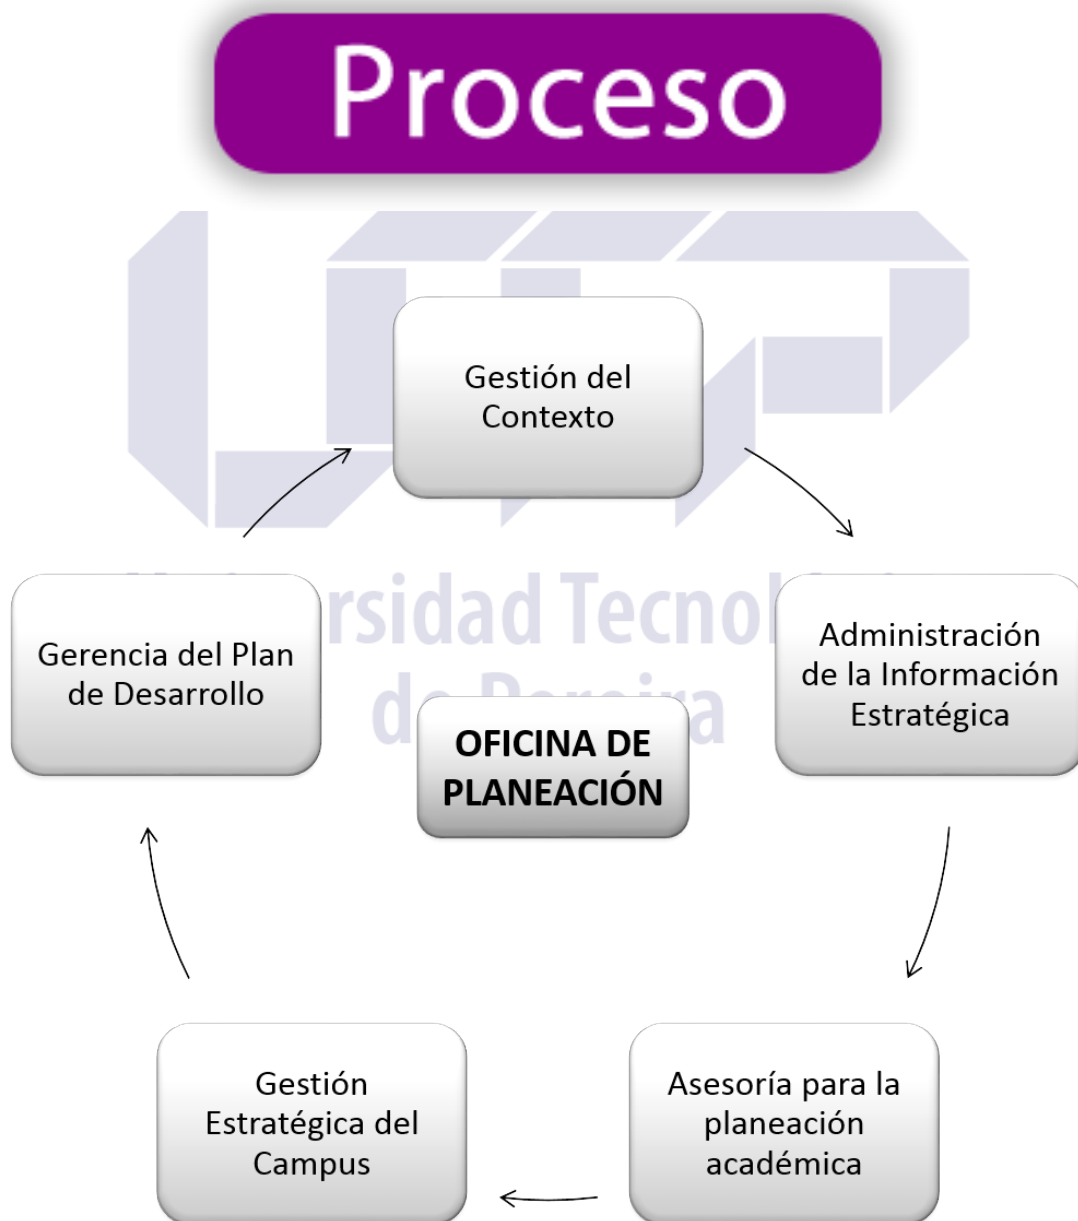 Proceso
Gestión del
Contexto
Administración
de la Información
Estratégica
Asesoría para la
planeación
académica
Gestión
Estratégica del
Campus
Gerencia del Plan
de Desarrollo
OFICINA DE
PLANEACIÓN